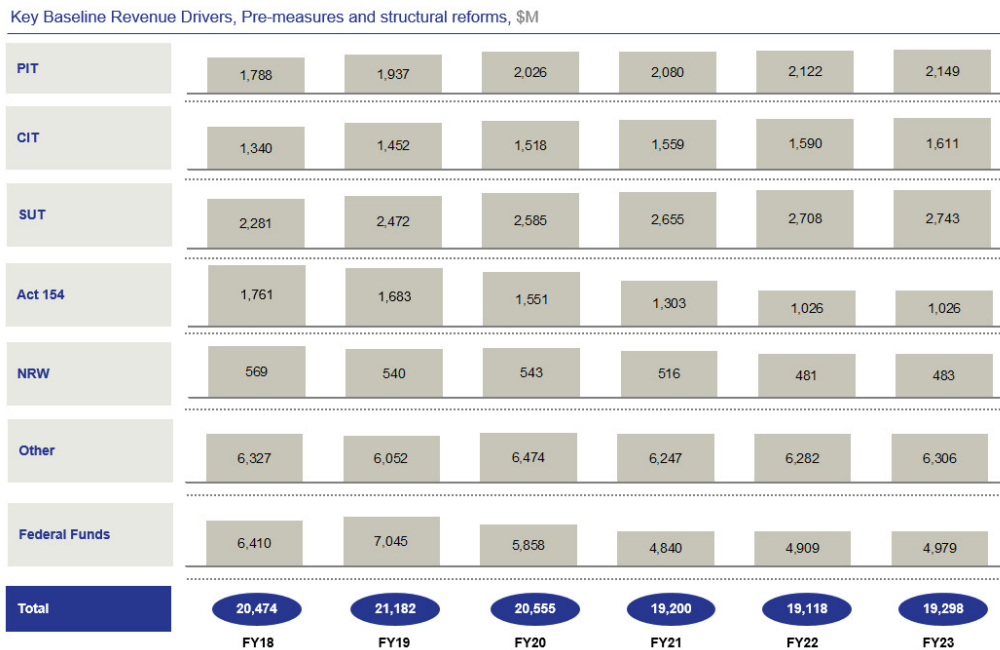 Key Baseline Revenue Drivers, Pre-measures and structural reforms, $M
PIT 1,788 1,937 2,026 2,080 2,122 2,149
CIT 1,340 1,452 1,518 1,559 1,590 1,611
SUT 2,281 2,472 2,585 2,655 2,708 2,743
Act 154 1,761 1,683 1,551 1,303 1,026 1,026
NRW 569 540 543 516 481 483
Other 6,327 6,052 6,474 6,247 6,282 6,306
Federal Funds 6,410 7,045 5,858 4,840 4,909 4,979
Total 20,474 21,182 20,555 19,200 19,118 19,298
FY18 FY19 FY20 FY21 FY22 FY23